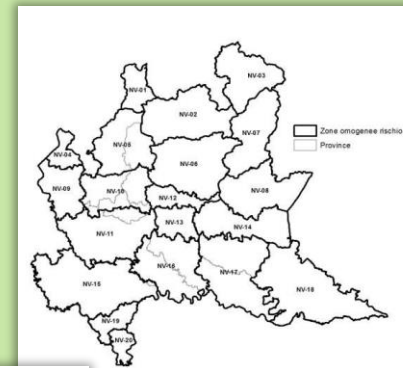 NV-03
NV-01
NV-02
NV-07
Zone omogenee rischio
Province
NV-05
NV-04
NV-06
NV-09
NV-10
NV-08
NV-12
NV-13
NV-14
NV-11
NV-16
NV-17
NV-15
NV-18
NV-19
NV-20